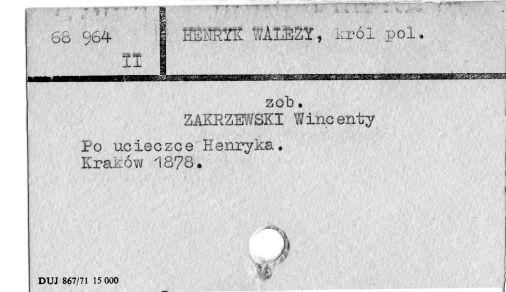 68 964
II
HENRYK WALEZY, król pol.
zob.
ZAKRZEWSKI Wincenty
Po ucieczce Henryka.
Kraków 1878.
DUJ 867/71 15 000